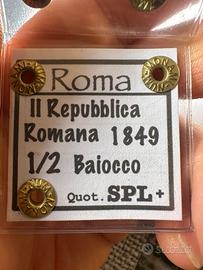 Roma
II Repubblica
Romana 1849
1/2 Baiocco
Quot. SPL+